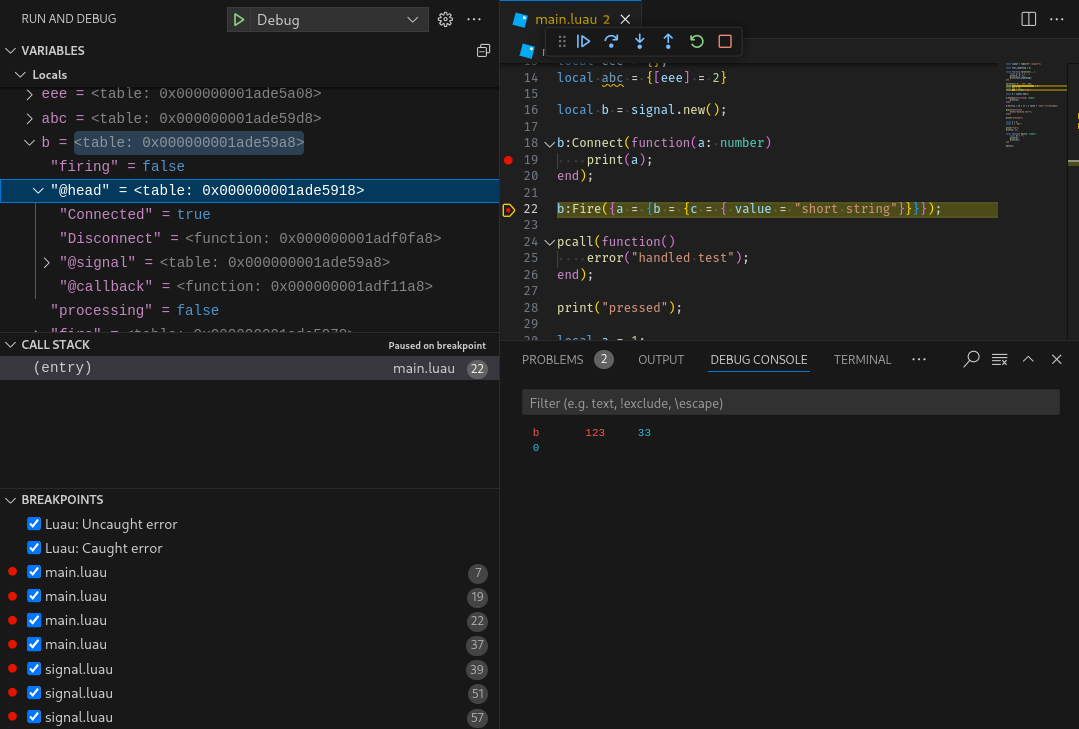 RUN AND DEBUG
Debug
VARIABLES
Locals
eee = <table: 0x000000001ade5a08>
abc = <table: 0x000000001ade59d8>
b = <table: 0x000000001ade59a8>
"firing" = false
"@head" = <table: 0x000000001ade5918>
"Connected" = true
"Disconnect" = <function: 0x000000001adf0fa8>
"@signal" = <table: 0x000000001ade59a8>
"@callback" = <function: 0x000000001adf11a8>
"processing" = false
CALL STACK
Paused on breakpoint
(entry)
main.luau 22
BREAKPOINTS
Luau: Uncaught error
Luau: Caught error
main.luau 7
main.luau 19
main.luau 22
main.luau 37
signal.luau 39
signal.luau 51
signal.luau 57
main.luau 2
14 local abc = {[eee] = 2}
15
16 local b = signal.new();
17
18 b:Connect(function(a: number)
19 ····print(a);
20 end);
21
22 b:Fire({a = {b = {c = { value = "short string"}}}});
23
24 pcall(function()
25 ····error("handled test");
26 end);
27
28 print("pressed");
29
PROBLEMS 2 OUTPUT DEBUG CONSOLE TERMINAL
Filter (e.g. text, !exclude, \escape)
b 123 33
0